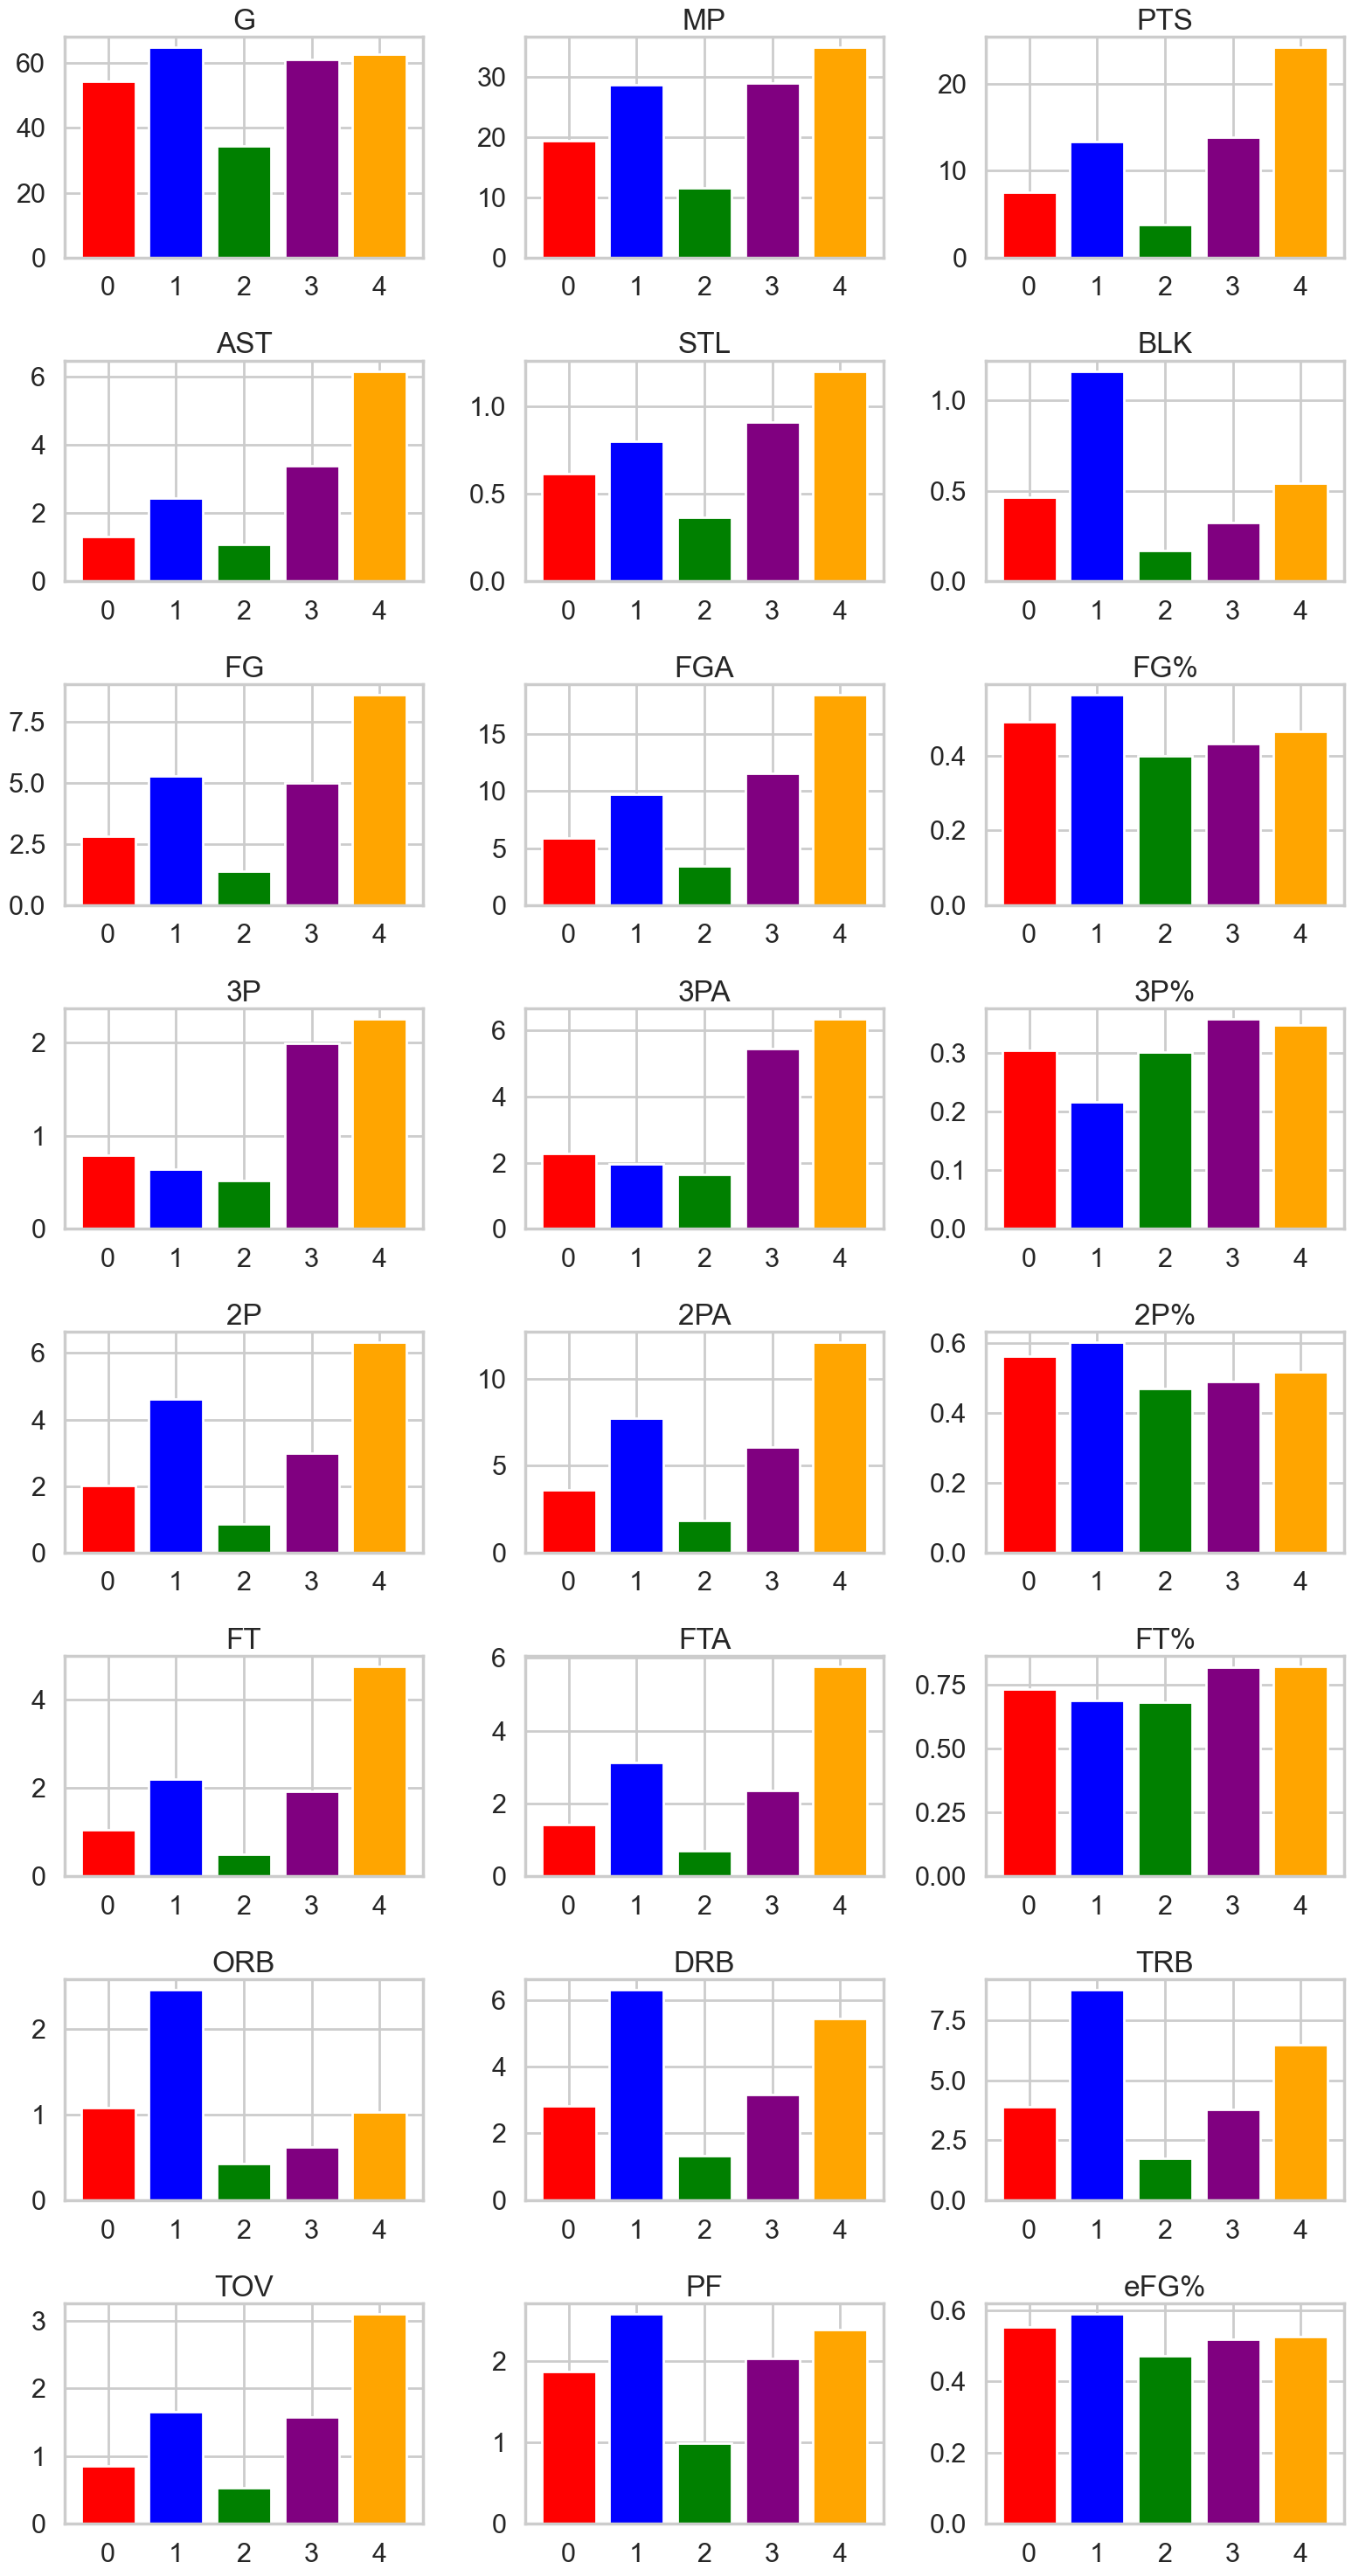 G MP PTS
60 30 20
40 20 10
20 10 0
0 0
0 1 2 3 4 0 1 2 3 4 0 1 2 3 4
AST STL BLK
6 1.0 1.0
4 0.5 0.5
2 0.0 0.0
0
0 1 2 3 4 0 1 2 3 4 0 1 2 3 4
FG FGA FG%
7.5 15 0.4
5.0 10 0.2
2.5 5 0.0
0.0 0
0 1 2 3 4 0 1 2 3 4 0 1 2 3 4
3P 3PA 3P%
2 6 0.3
1 4 0.2
0 2 0.1
0 0.0
0 1 2 3 4 0 1 2 3 4 0 1 2 3 4
2P 2PA 2P%
6 10 0.6
4 5 0.4
2 0 0.2
0 0.0
0 1 2 3 4 0 1 2 3 4 0 1 2 3 4
FT FTA FT%
4 6 0.75
2 4 0.50
0 2 0.25
0 0.00
0 1 2 3 4 0 1 2 3 4 0 1 2 3 4
ORB DRB TRB
2 6 7.5
1 4 5.0
0 2 2.5
0 0.0
0 1 2 3 4 0 1 2 3 4 0 1 2 3 4
TOV PF eFG%
3 2 0.6
2 1 0.4
1 0 0.2
0 0.0
0 1 2 3 4 0 1 2 3 4 0 1 2 3 4